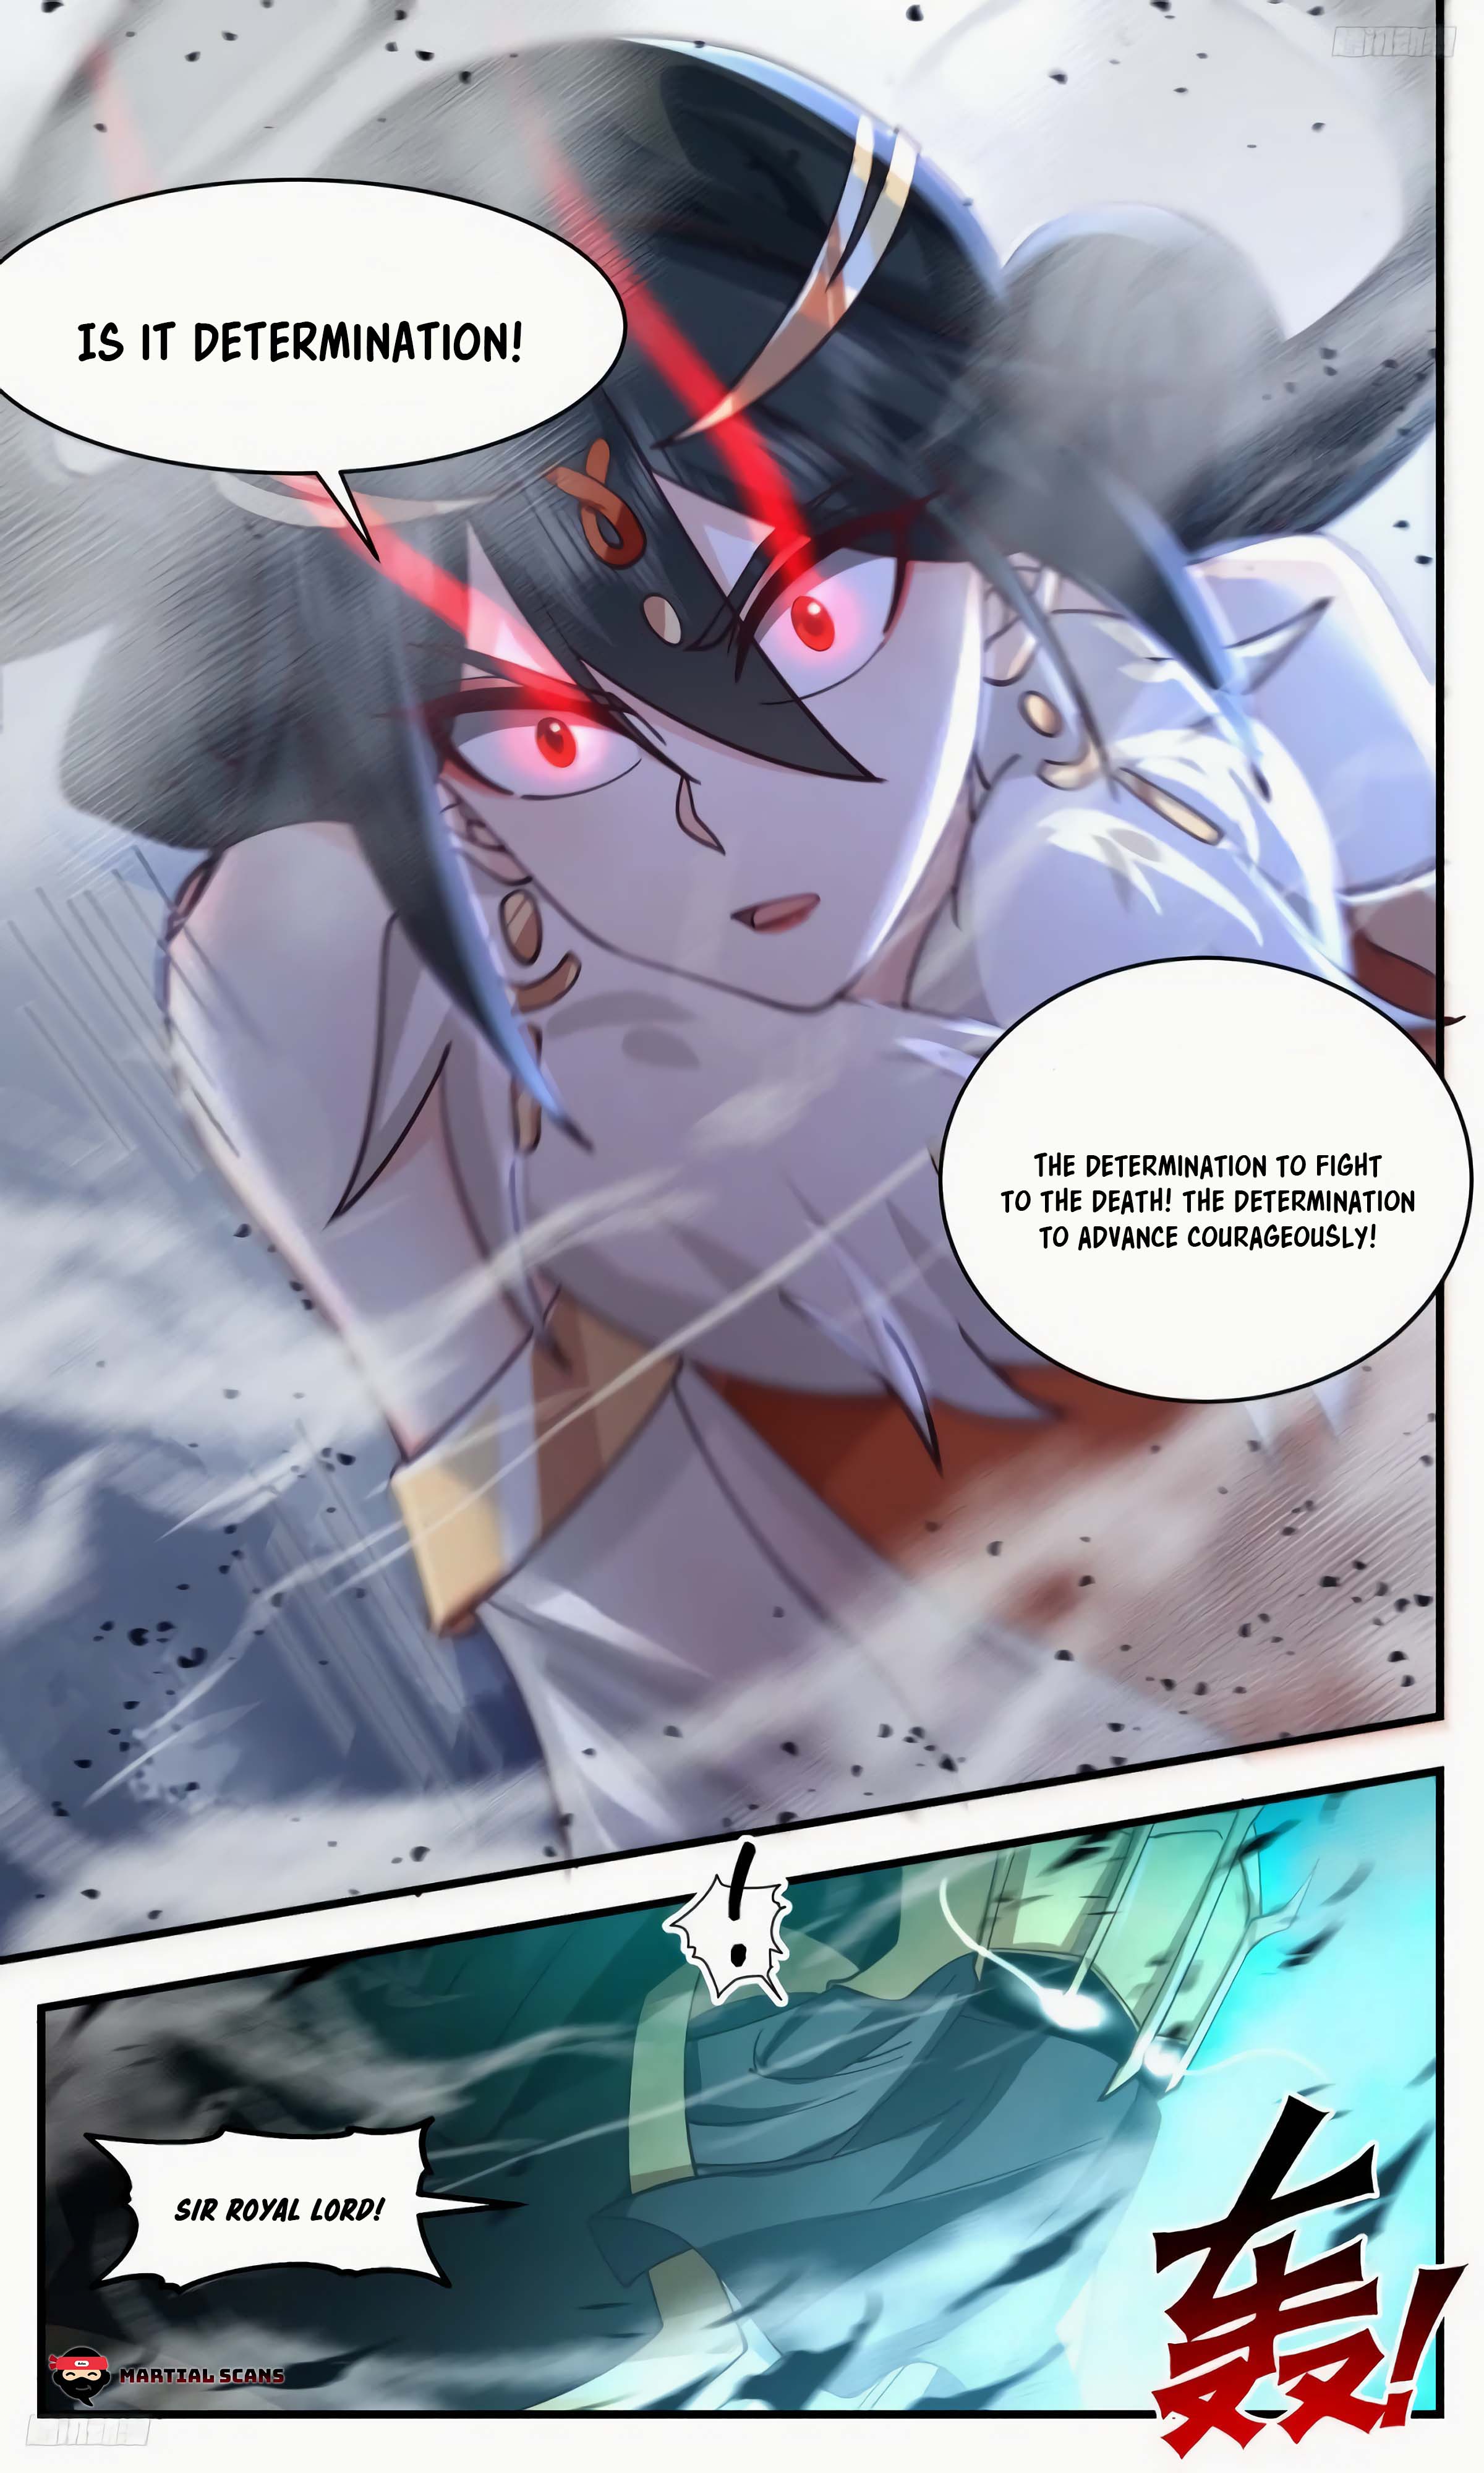 IS IT DETERMINATION!
THE DETERMINATION TO FIGHT
TO THE DEATH! THE DETERMINATION
TO ADVANCE COURAGEOUSLY!
!
SIR ROYAL LORD!
轰!
MARTIAL SCANS